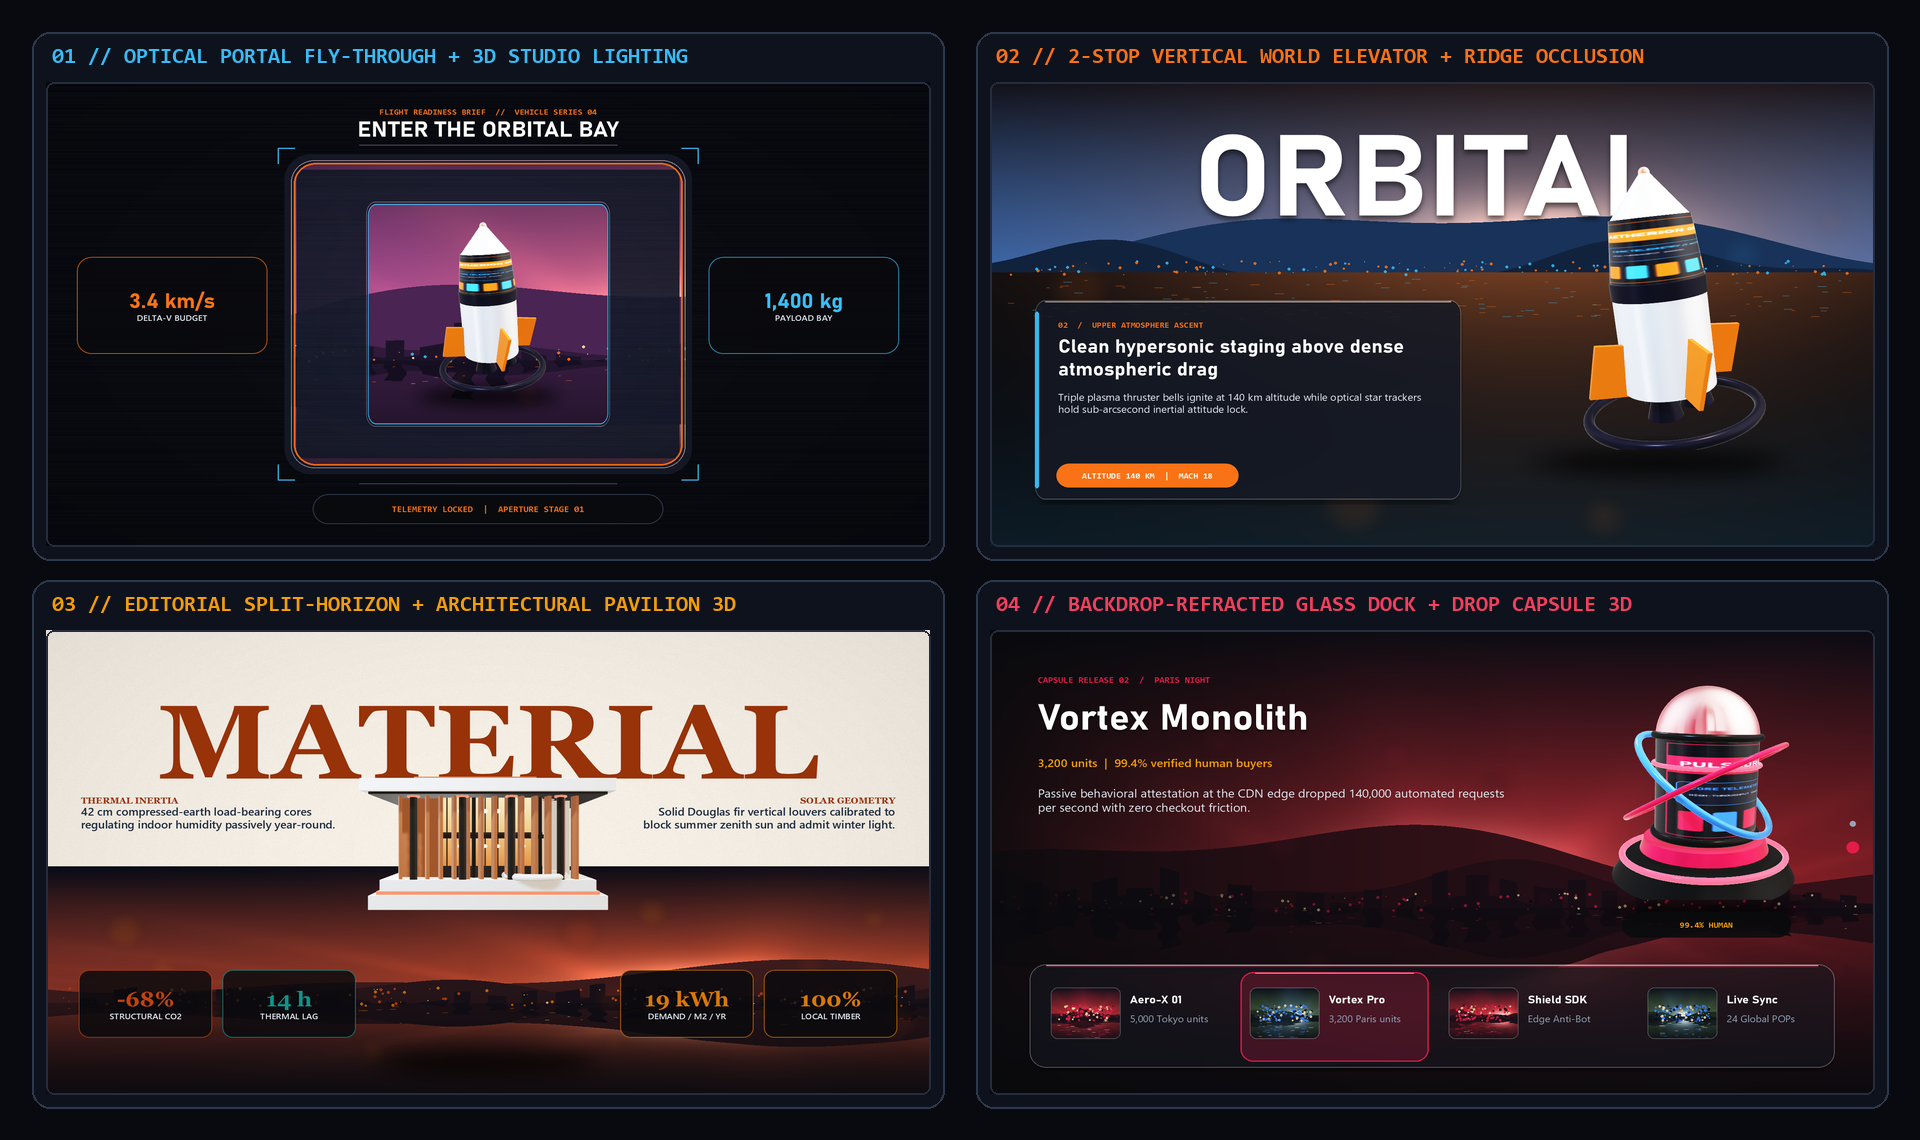 01 // OPTICAL PORTAL FLY-THROUGH + 3D STUDIO LIGHTING
FLIGHT READINESS BRIEF // VEHICLE SERIES 04
ENTER THE ORBITAL BAY
3.4 km/s
DELTA-V BUDGET
1,400 kg
PAYLOAD BAY
TELEMETRY LOCKED | APERTURE STAGE 01
02 // 2-STOP VERTICAL WORLD ELEVATOR + RIDGE OCCLUSION
ORBITAL
02 / UPPER ATMOSPHERE ASCENT
Clean hypersonic staging above dense
atmospheric drag
Triple plasma thruster bells ignite at 140 km altitude while optical star trackers
hold sub-arcsecond inertial attitude lock.
ALTITUDE 140 KM | MACH 18
03 // EDITORIAL SPLIT-HORIZON + ARCHITECTURAL PAVILION 3D
MATERIAL
THERMAL INERTIA
42 cm compressed-earth load-bearing cores
regulating indoor humidity passively year-round.
SOLAR GEOMETRY
Solid Douglas fir vertical louvers calibrated to
block summer zenith sun and admit winter light.
-68%
STRUCTURAL CO2
14 h
THERMAL LAG
19 kWh
DEMAND / M2 / YR
100%
LOCAL TIMBER
04 // BACKDROP-REFRACTED GLASS DOCK + DROP CAPSULE 3D
CAPSULE RELEASE 02 / PARIS NIGHT
Vortex Monolith
3,200 units | 99.4% verified human buyers
Passive behavioral attestation at the CDN edge dropped 140,000 automated requests
per second with zero checkout friction.
99.4% HUMAN
Aero-X 01
5,000 Tokyo units
Vortex Pro
3,200 Paris units
Shield SDK
Edge Anti-Bot
Live Sync
24 Global POPs